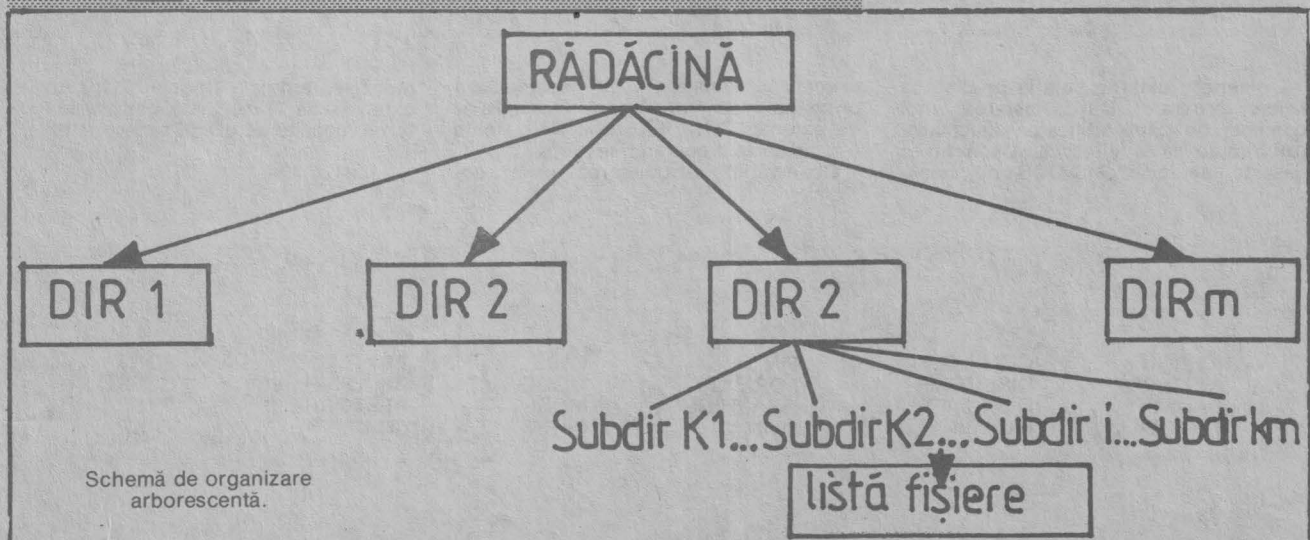 RĂDĂCINĂ
DIR 1 DIR 2 DIR 2 DIR m
Subdir K1...Subdir K2...Subdir i...Subdir km
listă fișiere
Schemă de organizare
arborescentă.